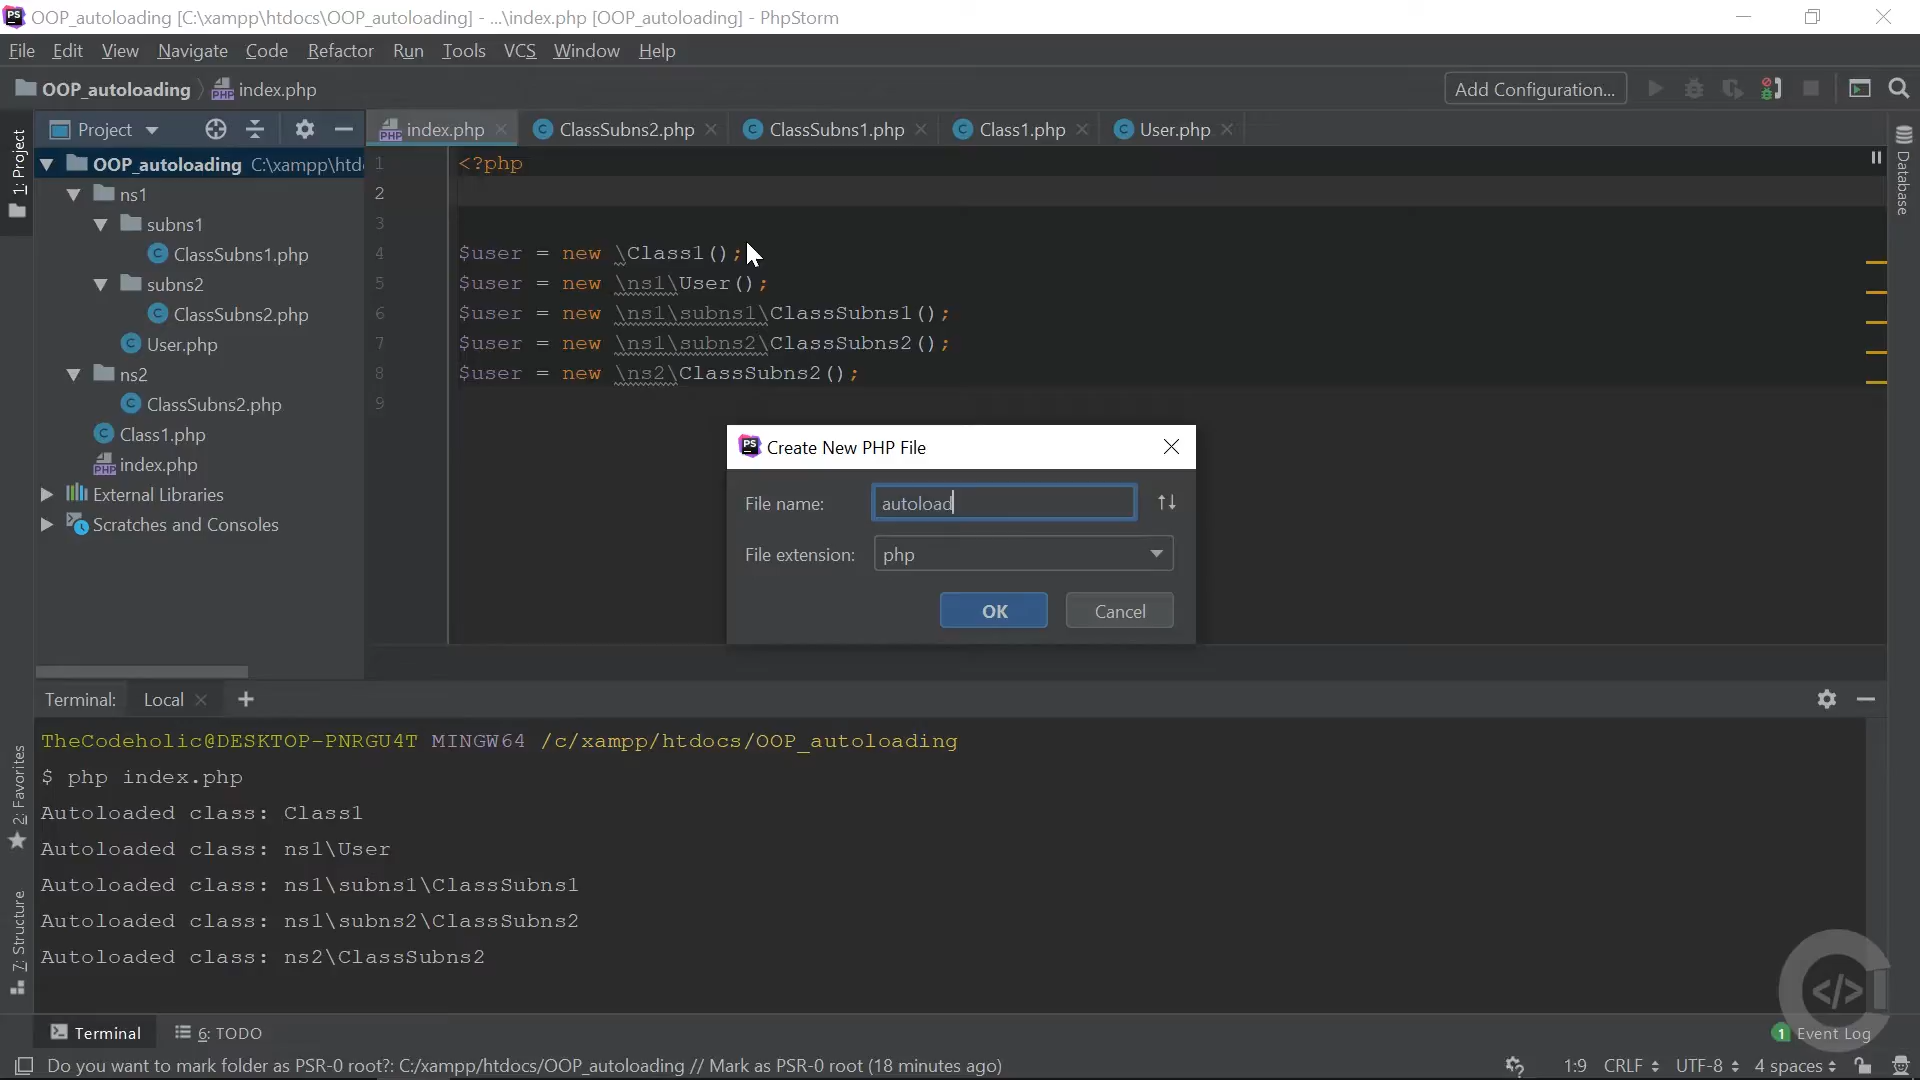 OOP_autoloading [C:\xampp\htdocs\OOP_autoloading] - ...\index.php [OOP_autoloading] - PhpStorm
File Edit View Navigate Code Refactor Run Tools VCS Window Help
OOP_autoloading index.php Add Configuration...
Project index.php ClassSubns2.php ClassSubns1.php Class1.php User.php
1: Project
OOP_autoloading C:\xampp\htd
ns1
subns1
ClassSubns1.php
subns2
ClassSubns2.php
User.php
ns2
ClassSubns2.php
Class1.php
index.php
External Libraries
Scratches and Consoles
1 <?php
2
3
4 $user = new \Class1();
5 $user = new \ns1\User();
6 $user = new \ns1\subns1\ClassSubns1();
7 $user = new \ns1\subns2\ClassSubns2();
8 $user = new \ns2\ClassSubns2();
9
Database
Create New PHP File
File name: autoload
File extension: php
OK Cancel
Terminal: Local
TheCodeholic@DESKTOP-PNRGU4T MINGW64 /c/xampp/htdocs/OOP_autoloading
$ php index.php
Autoloaded class: Class1
Autoloaded class: ns1\User
Autoloaded class: ns1\subns1\ClassSubns1
Autoloaded class: ns1\subns2\ClassSubns2
Autoloaded class: ns2\ClassSubns2
2: Favorites
7: Structure
Terminal 6: TODO 1 Event Log
Do you want to mark folder as PSR-0 root?: C:/xampp/htdocs/OOP_autoloading // Mark as PSR-0 root (18 minutes ago) 1:9 CRLF UTF-8 4 spaces